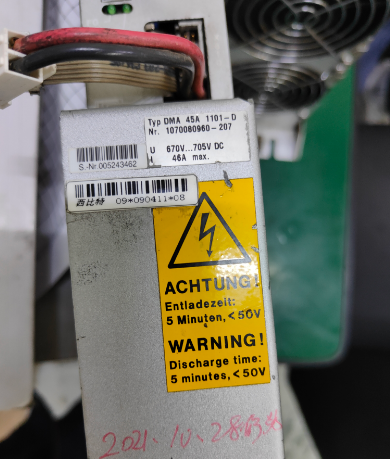 Typ DMA 45A 1101-D
Nr. 1070080960-207
U 670V...705V DC
46A max.
S.-Nr.005243462
西比特 09*090411*08
ACHTUNG!
Entladezeit:
5 Minuten,<50V
WARNING!
Discharge time:
5 minutes,<50V
2021.10.28